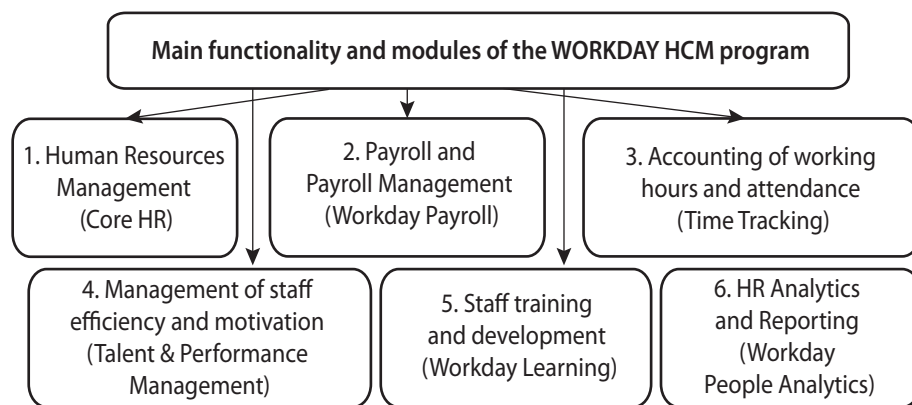 Main functionality and modules of the WORKDAY HCM program
1. Human Resources
Management
(Core HR)
2. Payroll and
Payroll Management
(Workday Payroll)
3. Accounting of working
hours and attendance
(Time Tracking)
4. Management of staff
efficiency and motivation
(Talent & Performance
Management)
5. Staff training
and development
(Workday Learning)
6. HR Analytics
and Reporting
(Workday
People Analytics)